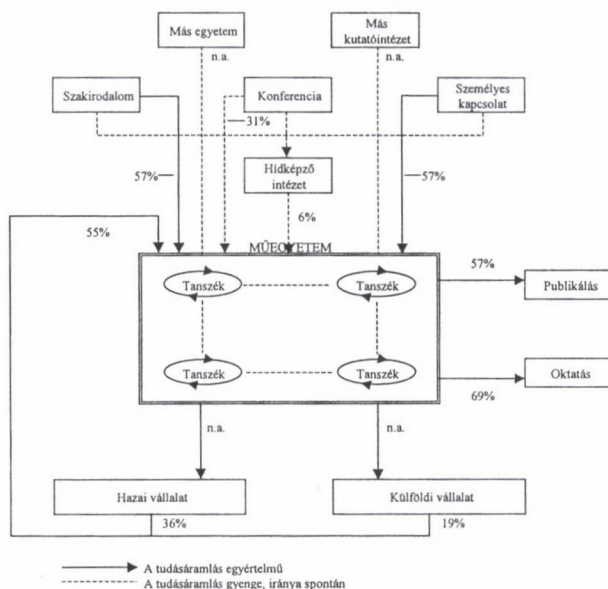 Más egyetem
Más
kutatóintézet
n.a.
n.a.
Szakirodalom
Konferencia
Személyes
kapcsolat
31%
Hídképző
intézet
57%
57%
6%
55%
MŰEGYETEM
Tanszék
Tanszék
57%
Publikálás
Tanszék
Tanszék
Oktatás
69%
n.a.
n.a.
Hazai vállalat
Külföldi vállalat
36%
19%
A tudásáramlás egyértelmű
A tudásáramlás gyenge, iránya spontán